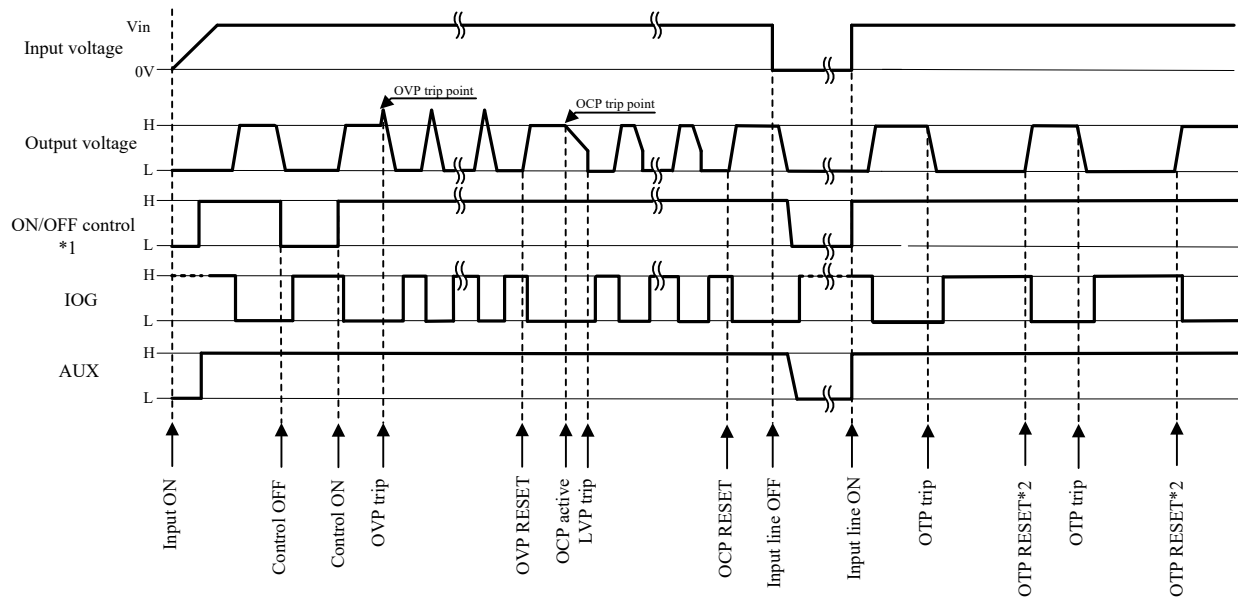 Vin
Input voltage
0V
OVP trip point
OCP trip point
H
Output voltage
L
H
ON/OFF control
*1
L
H
IOG
L
H
AUX
L
Input ON
Control OFF
Control ON
OVP trip
OVP RESET
OCP active
LVP trip
OCP RESET
Input line OFF
Input line ON
OTP trip
OTP RESET*2
OTP trip
OTP RESET*2